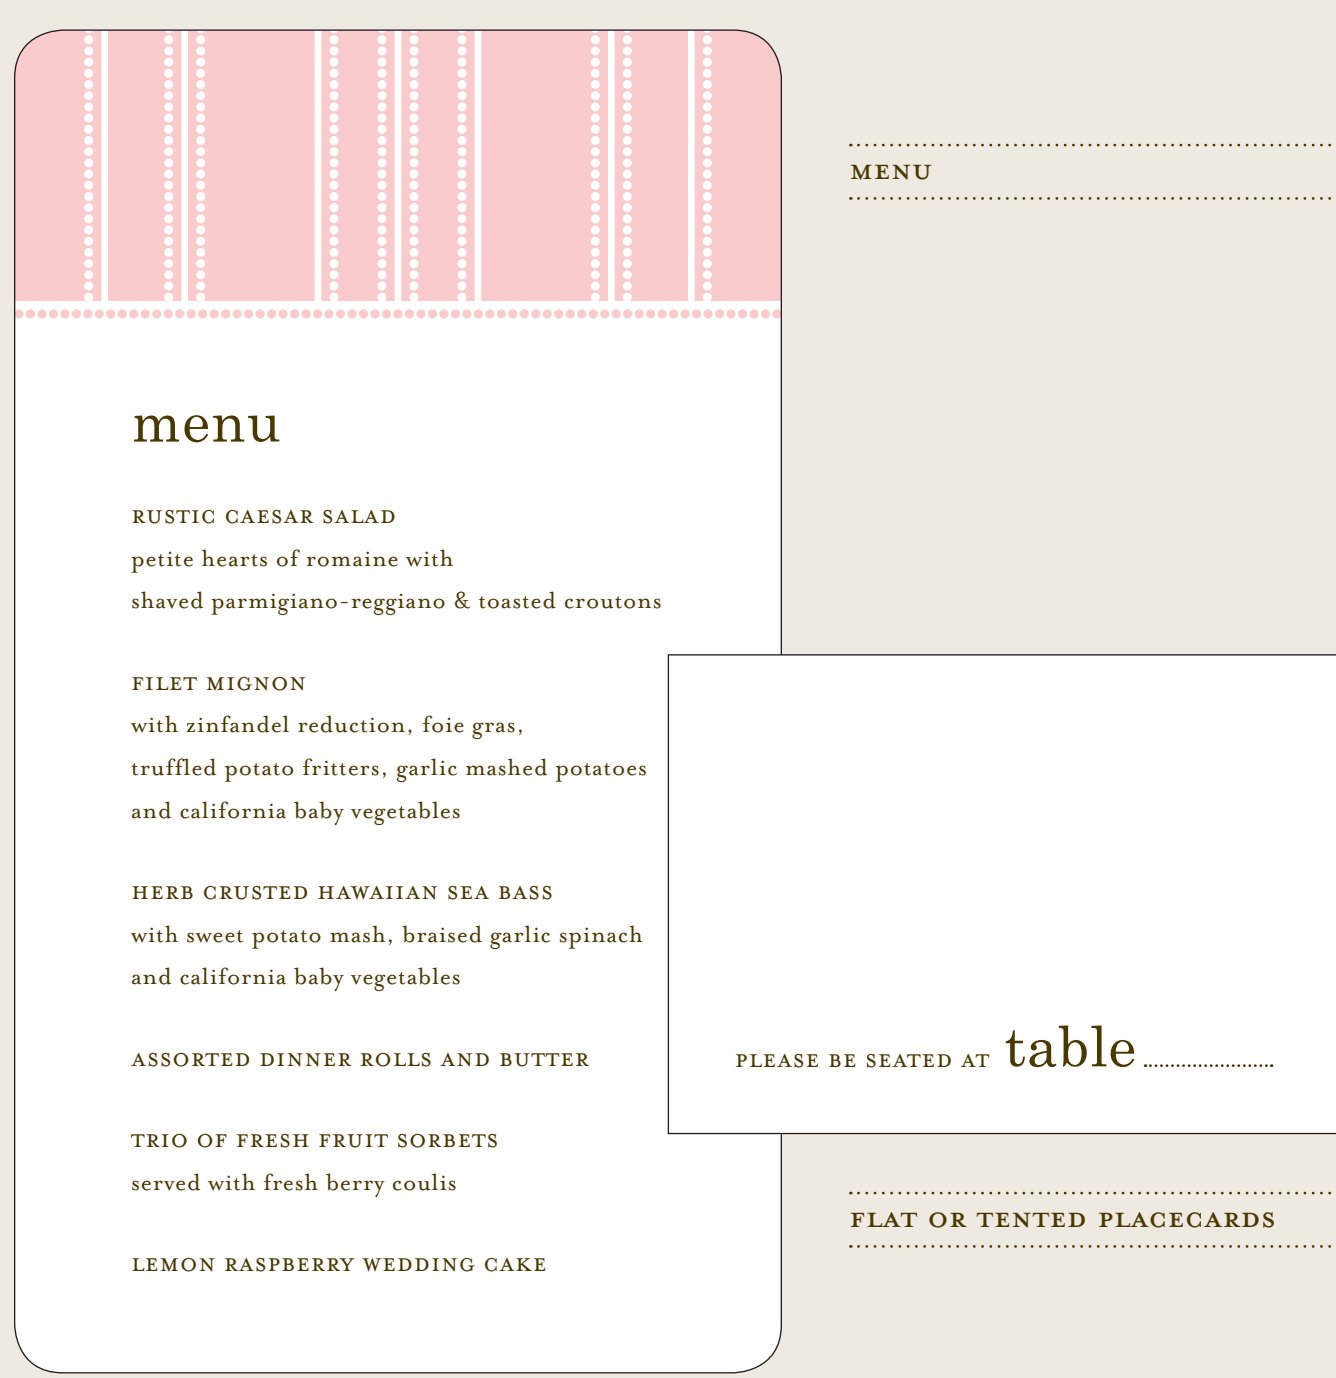 menu
RUSTIC CAESAR SALAD
petite hearts of romaine with
shaved parmigiano-reggiano & toasted croutons
FILET MIGNON
with zinfandel reduction, foie gras,
truffled potato fritters, garlic mashed potatoes
and california baby vegetables
HERB CRUSTED HAWAIIAN SEA BASS
with sweet potato mash, braised garlic spinach
and california baby vegetables
ASSORTED DINNER ROLLS AND BUTTER
TRIO OF FRESH FRUIT SORBETS
served with fresh berry coulis
LEMON RASPBERRY WEDDING CAKE
MENU
PLEASE BE SEATED AT table
FLAT OR TENTED PLACECARDS